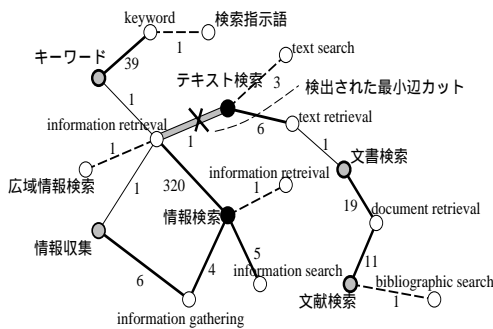 keyword
検索指示語
1
39
キーワード
text search
テキスト検索
3
検出された最小辺カット
1
information retrieval
1
6
text retrieval
1
1
文書検索
広域情報検索
1
320
information retreival
1
19
情報検索
document retrieval
情報収集
4
5
11
6
information search
bibliographic search
文献検索
1
information gathering